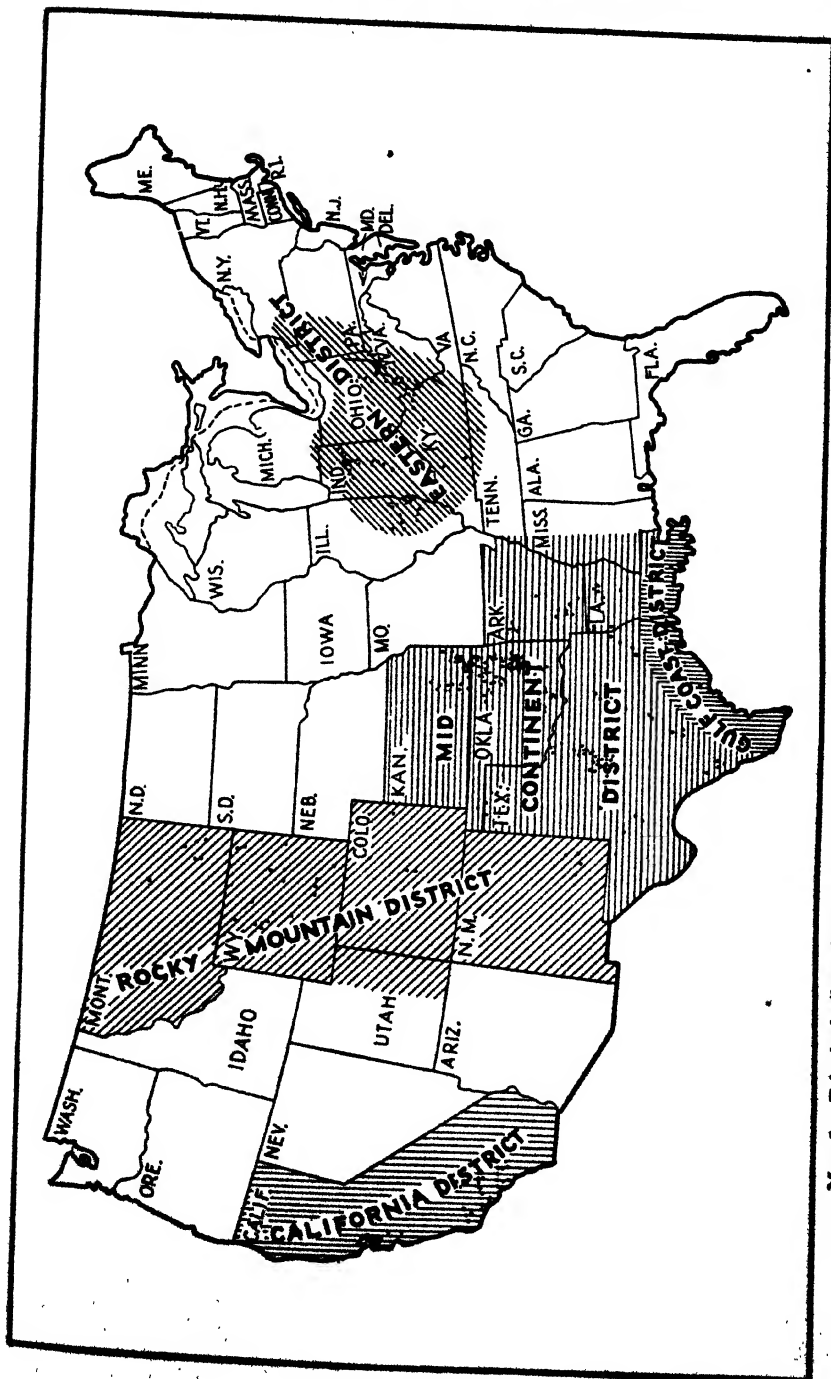 WASH.
ORE.
CALIF.
NEV.
IDAHO
UTAH
ARIZ.
MONT.
WY.
COLO.
N.M.
N.D.
S.D.
NEB.
KAN.
OKLA.
TEX.
MINN
IOWA
MO.
ARK.
WIS.
ILL.
MICH.
IND.
OHIO
KY.
TENN.
MISS.
ALA.
GA.
FLA.
S.C.
N.C.
VA
PA.
N.Y.
VT.
N.H.
ME.
MASS.
CONN.
R.I.
N.J.
MD.
DEL.
CALIFORNIA DISTRICT
ROCKY MOUNTAIN DISTRICT
MID CONTINENT DISTRICT
GULF COAST DISTRICT
EASTERN DISTRICT